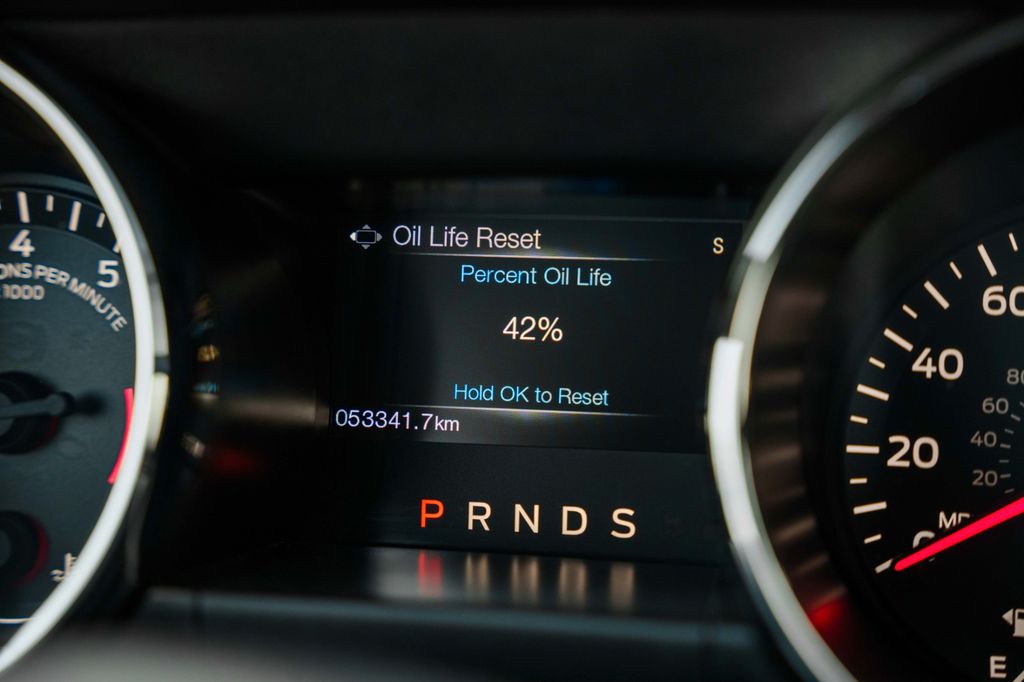 Oil Life Reset
S
Percent Oil Life
42%
Hold OK to Reset
053341.7km
P R N D S
4
5
ONS PER MINUTE
1000
60
40
20
80
60
40
20
E